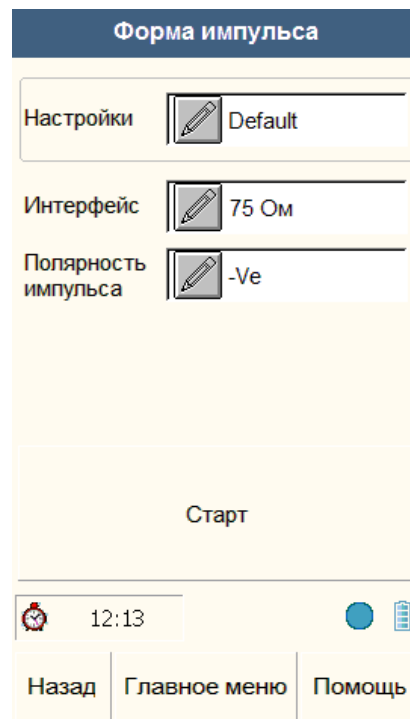 Форма импульса
Настройки
Default
Интерфейс
75 Ом
Полярность
импульса
-Ve
Старт
12:13
Назад
Главное меню
Помощь